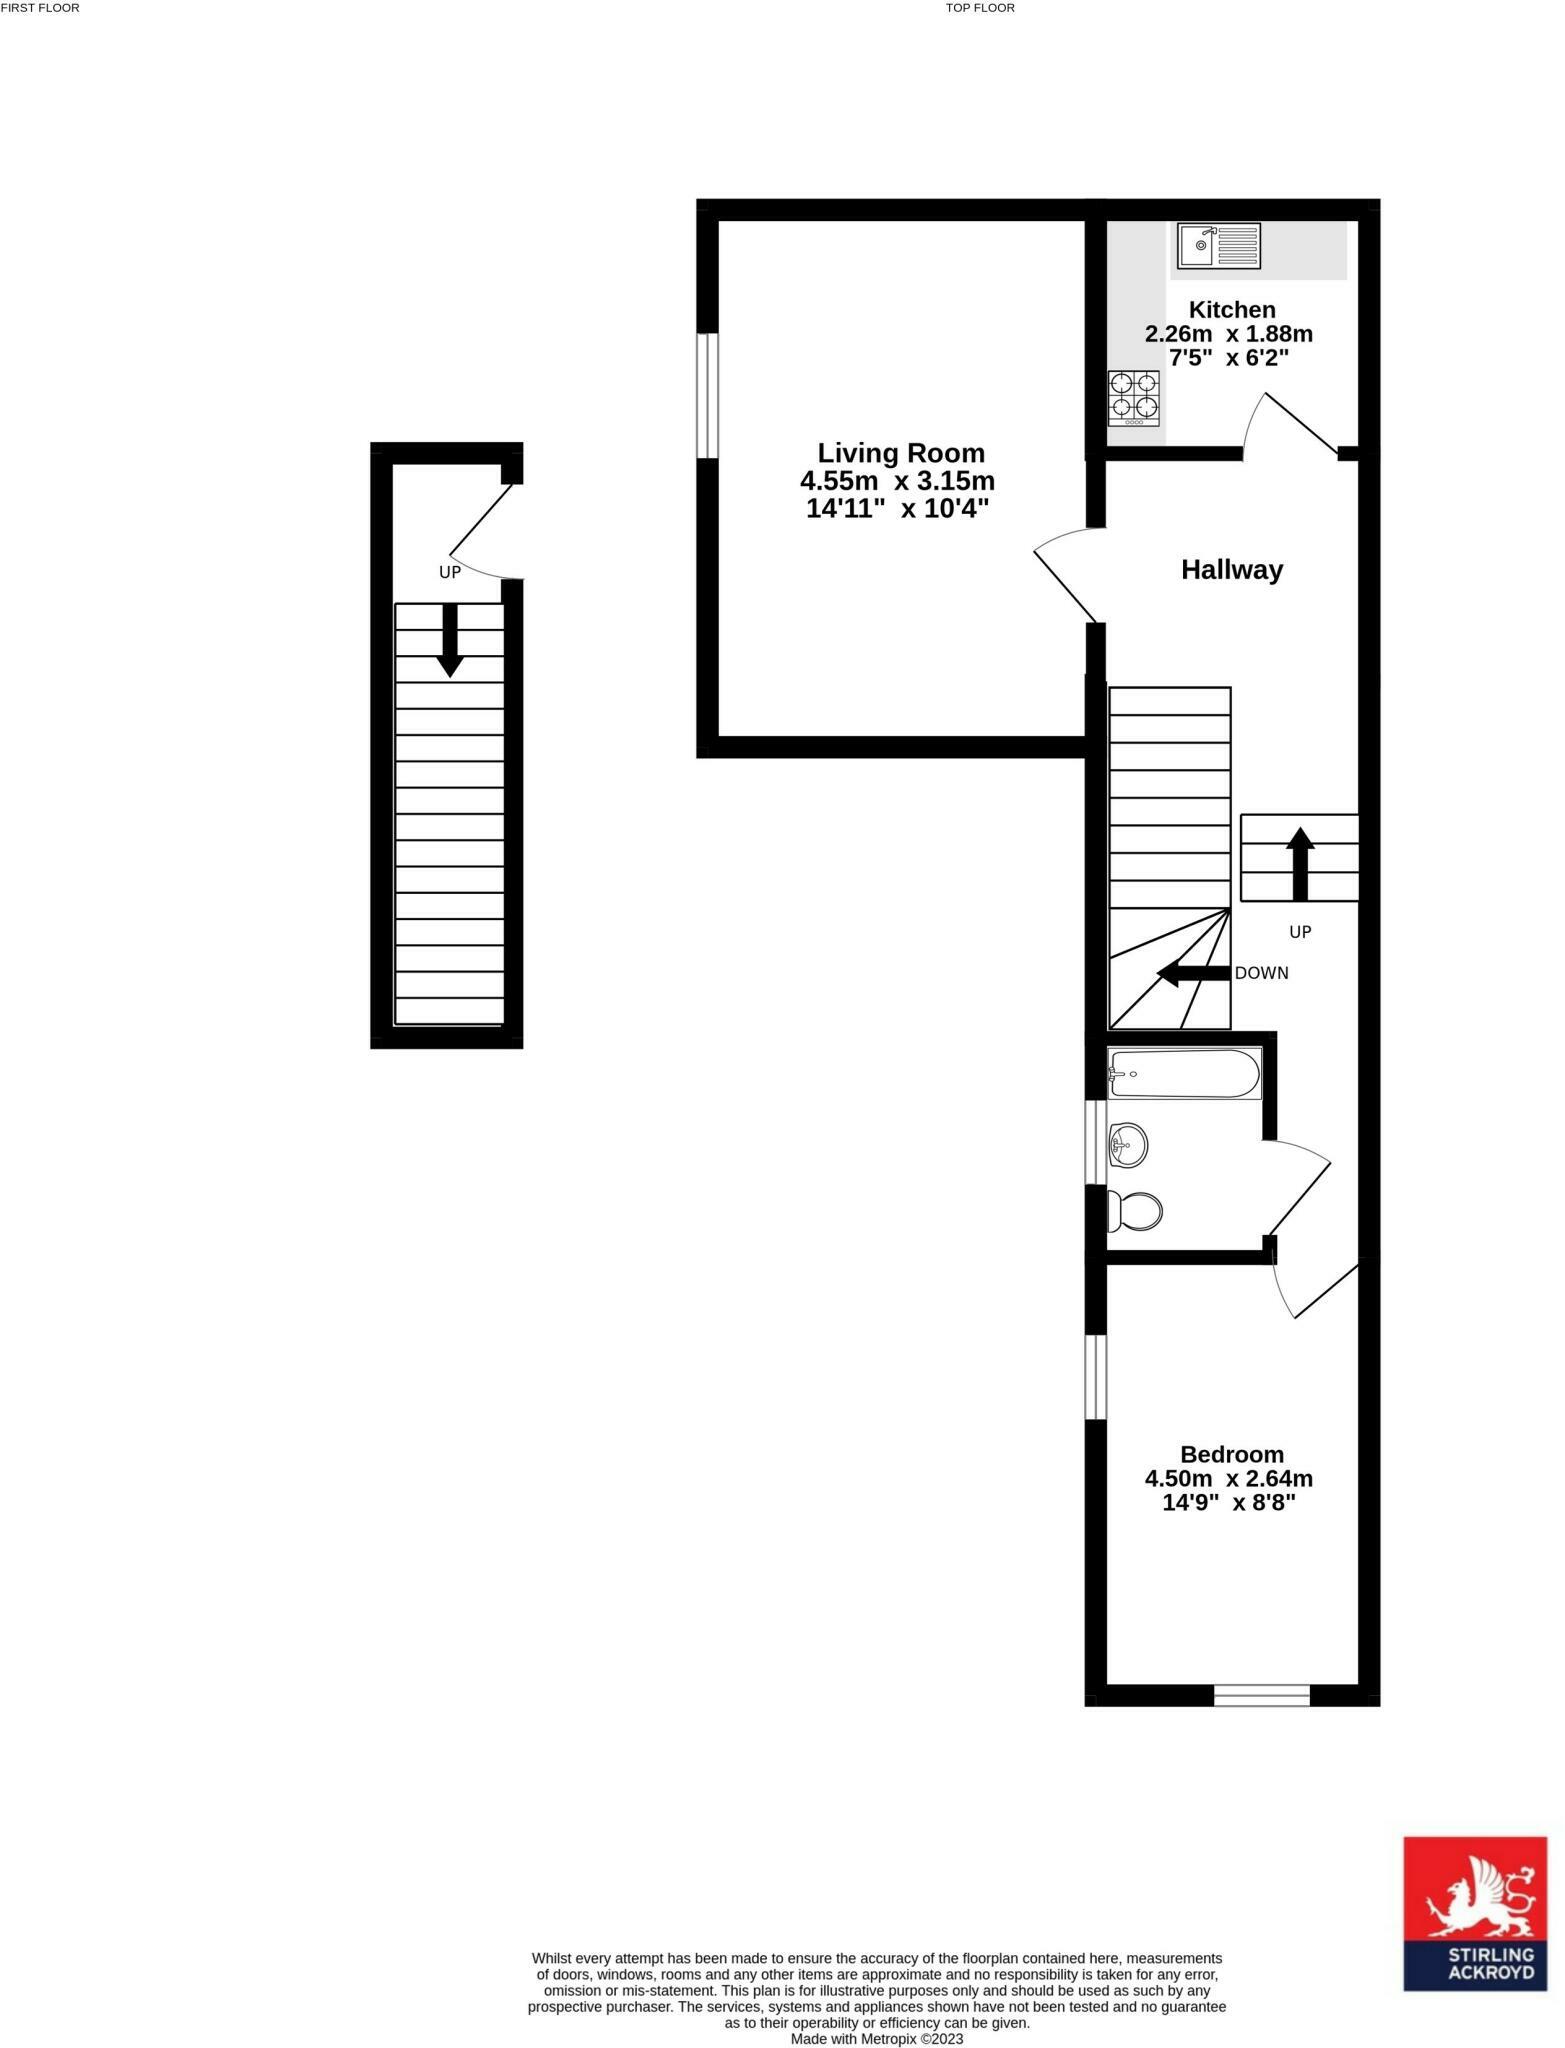 FIRST FLOOR
TOP FLOOR
Kitchen
2.26m x 1.88m
7'5" x 6'2"
Living Room
4.55m x 3.15m
14'11" x 10'4"
Hallway
UP
UP
DOWN
Bedroom
4.50m x 2.64m
14'9" x 8'8"
STIRLING
ACKROYD
Whilst every attempt has been made to ensure the accuracy of the floorplan contained here, measurements
of doors, windows, rooms and any other items are approximate and no responsibility is taken for any error,
omission or mis-statement. This plan is for illustrative purposes only and should be used as such by any
prospective purchaser. The services, systems and appliances shown have not been tested and no guarantee
as to their operability or efficiency can be given.
Made with Metropix ©2023